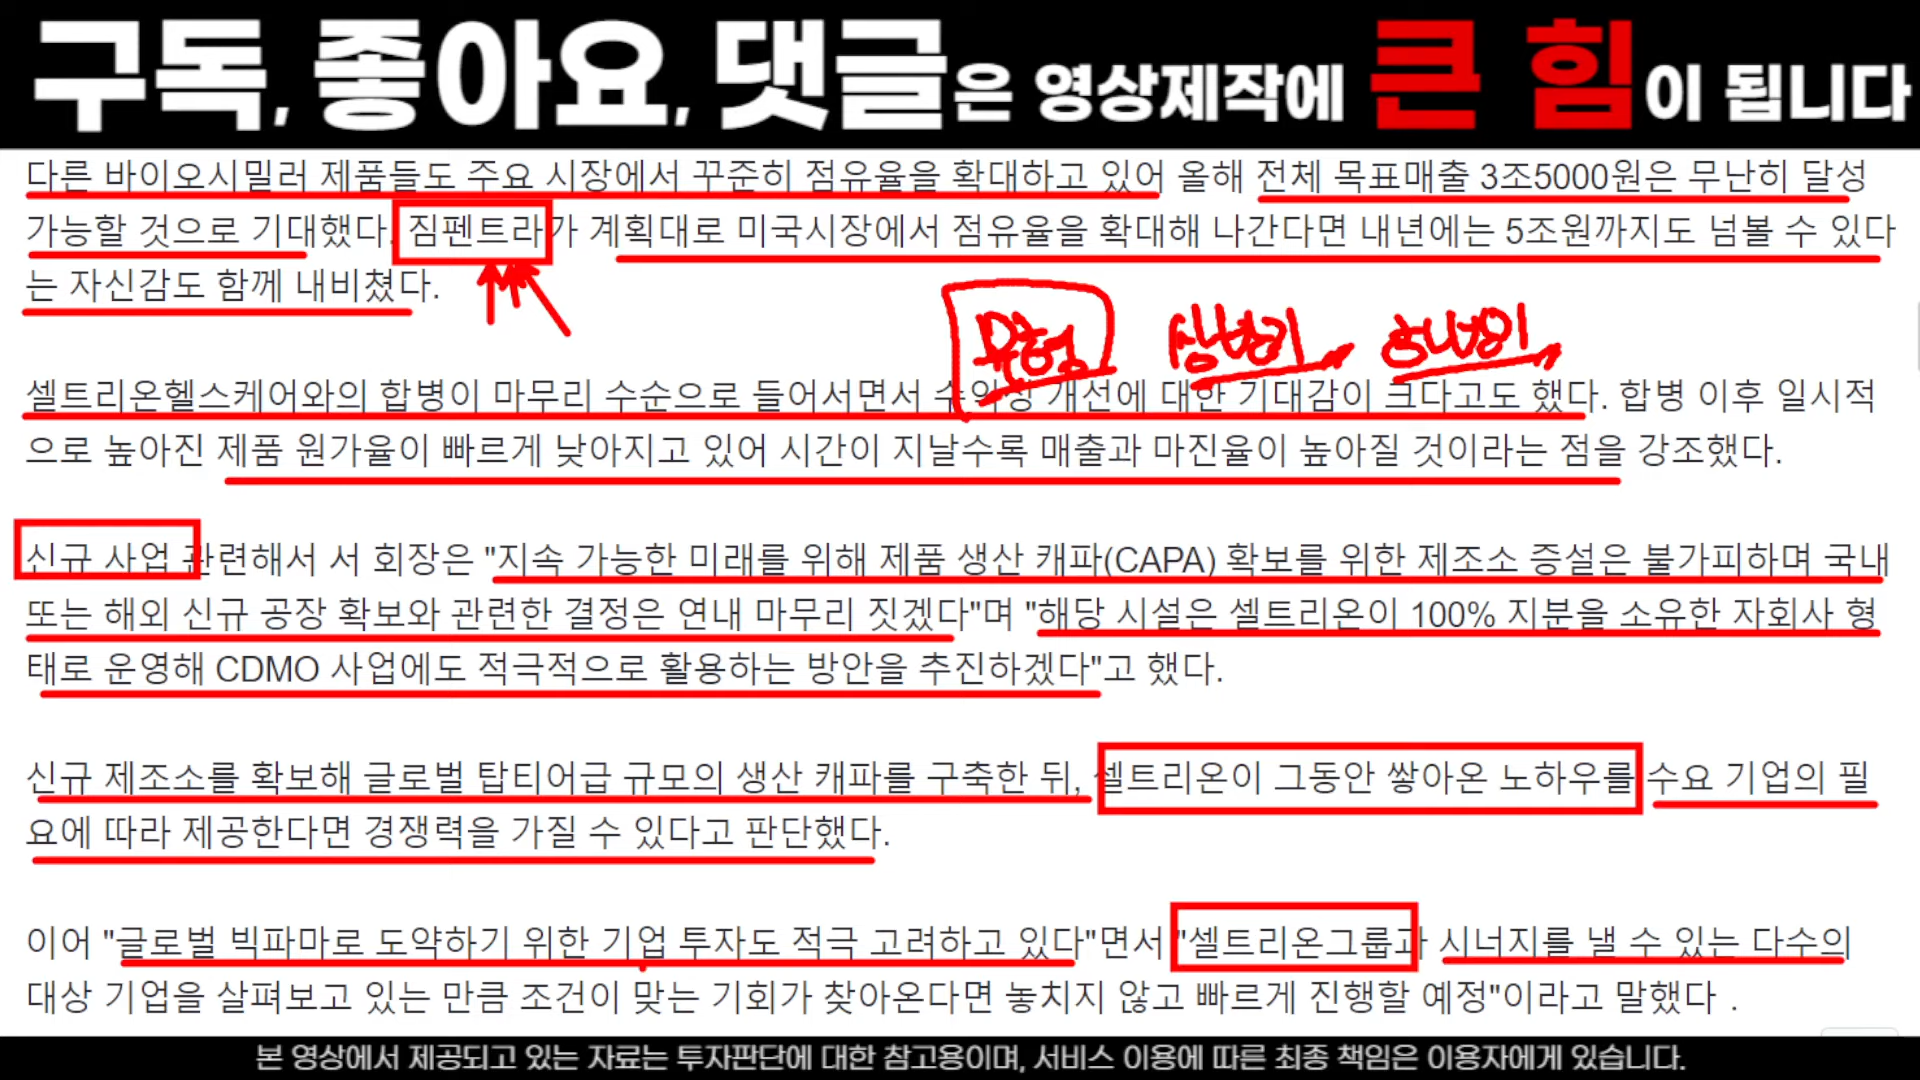 구독, 좋아요, 댓글은 영상제작에 큰 힘이 됩니다
다른 바이오시밀러 제품들도 주요 시장에서 꾸준히 점유율을 확대하고 있어 올해 전체 목표매출 3조5000원은 무난히 달성
가능할 것으로 기대했다. 짐펜트라가 계획대로 미국시장에서 점유율을 확대해 나간다면 내년에는 5조원까지도 넘볼 수 있다
는 자신감도 함께 내비쳤다.
셀트리온헬스케어와의 합병이 마무리 수순으로 들어서면서 수익성 개선에 대한 기대감이 크다고도 했다. 합병 이후 일시적
으로 높아진 제품 원가율이 빠르게 낮아지고 있어 시간이 지날수록 매출과 마진율이 높아질 것이라는 점을 강조했다.
신규 사업 관련해서 서 회장은 "지속 가능한 미래를 위해 제품 생산 캐파(CAPA) 확보를 위한 제조소 증설은 불가피하며 국내
또는 해외 신규 공장 확보와 관련한 결정은 연내 마무리 짓겠다"며 "해당 시설은 셀트리온이 100% 지분을 소유한 자회사 형
태로 운영해 CDMO 사업에도 적극적으로 활용하는 방안을 추진하겠다"고 했다.
신규 제조소를 확보해 글로벌 탑티어급 규모의 생산 캐파를 구축한 뒤, 셀트리온이 그동안 쌓아온 노하우를 수요 기업의 필
요에 따라 제공한다면 경쟁력을 가질 수 있다고 판단했다.
이어 "글로벌 빅파마로 도약하기 위한 기업 투자도 적극 고려하고 있다"면서 "셀트리온그룹과 시너지를 낼 수 있는 다수의
대상 기업을 살펴보고 있는 만큼 조건이 맞는 기회가 찾아온다면 놓치지 않고 빠르게 진행할 예정"이라고 말했다 .
본 영상에서 제공되고 있는 자료는 투자판단에 대한 참고용이며, 서비스 이용에 따른 최종 책임은 이용자에게 있습니다.